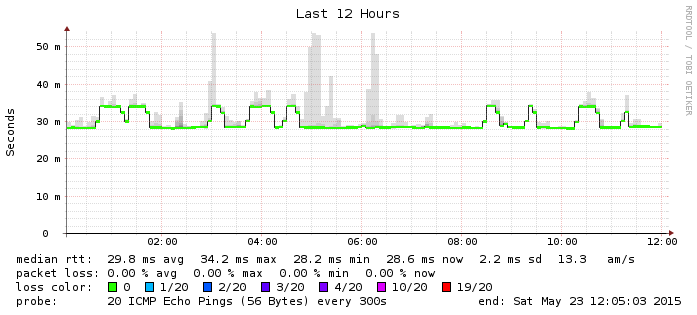 Last 12 Hours
RRDTOOL / TOBI OETIKER
Seconds
50 m
40 m
30 m
20 m
10 m
0
02:00 04:00 06:00 08:00 10:00 12:00
median rtt: 29.8 ms avg 34.2 ms max 28.2 ms min 28.6 ms now 2.2 ms sd 13.3 am/s
packet loss: 0.00 % avg 0.00 % max 0.00 % min 0.00 % now
loss color: 0 1/20 2/20 3/20 4/20 10/20 19/20
probe: 20 ICMP Echo Pings (56 Bytes) every 300s end: Sat May 23 12:05:03 2015